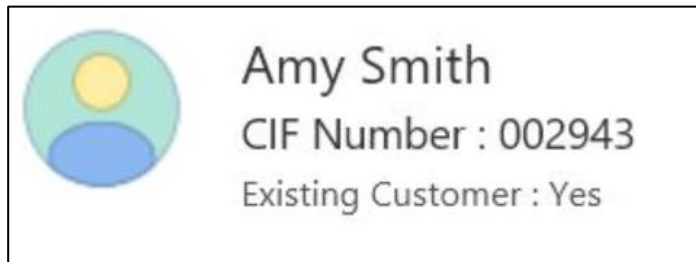 Amy Smith
CIF Number : 002943
Existing Customer : Yes